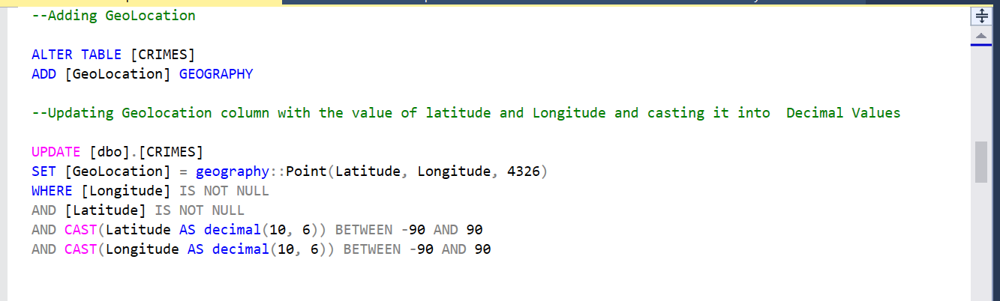 --Adding GeoLocation
ALTER TABLE [CRIMES]
ADD [GeoLocation] GEOGRAPHY
--Updating Geolocation column with the value of latitude and Longitude and casting it into  Decimal Values
UPDATE [dbo].[CRIMES]
SET [GeoLocation] = geography::Point(Latitude, Longitude, 4326)
WHERE [Longitude] IS NOT NULL
AND [Latitude] IS NOT NULL
AND CAST(Latitude AS decimal(10, 6)) BETWEEN -90 AND 90
AND CAST(Longitude AS decimal(10, 6)) BETWEEN -90 AND 90